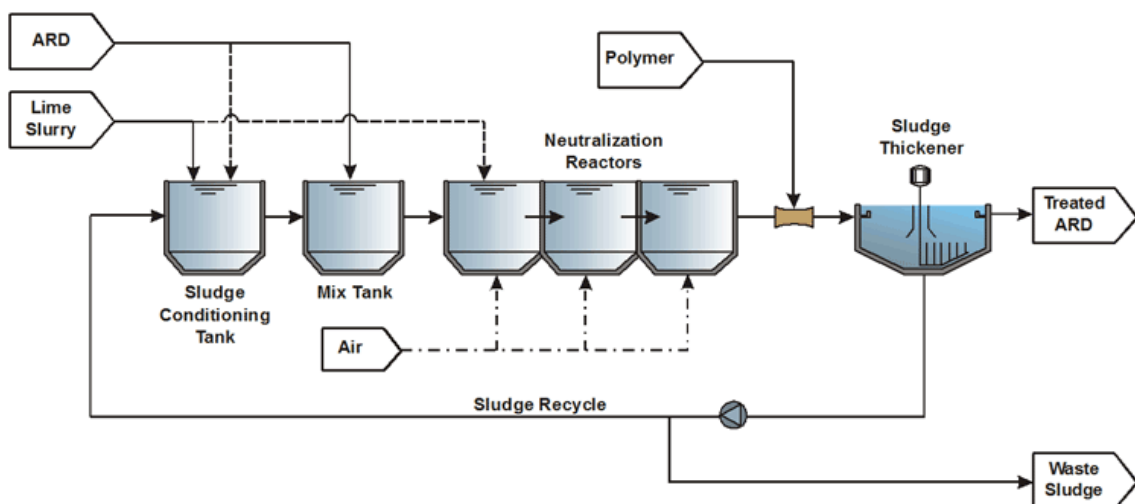 ARD
Lime
Slurry
Polymer
Neutralization
Reactors
Sludge
Thickener
Treated
ARD
Sludge
Conditioning
Tank
Mix Tank
Air
Sludge Recycle
Waste
Sludge